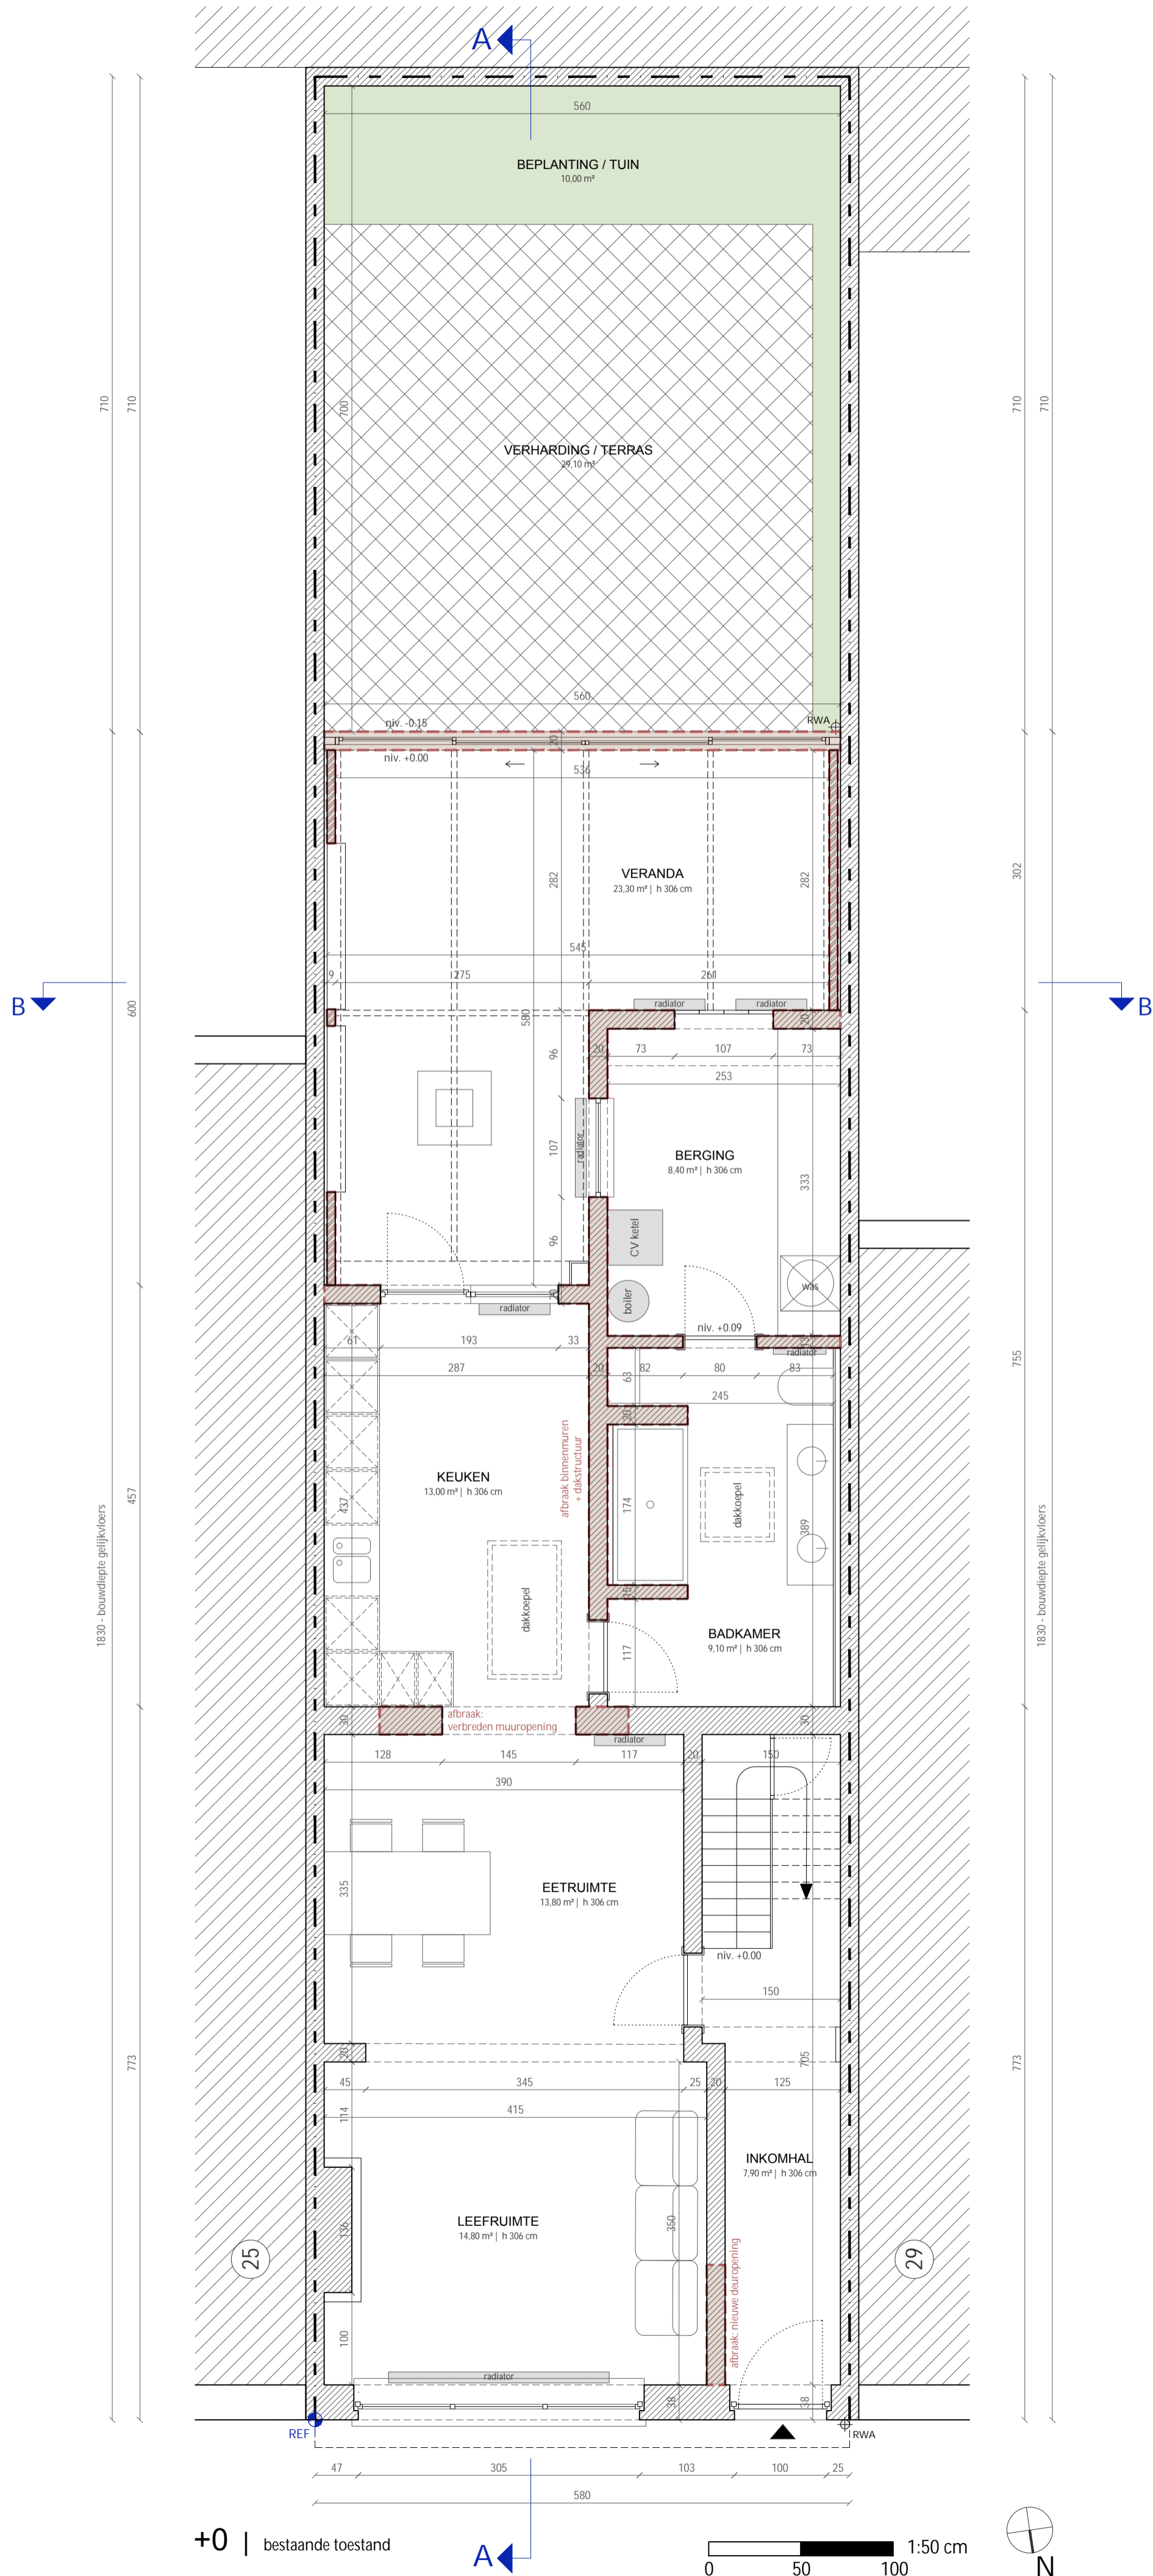 A
560
BEPLANTING / TUIN
10,00 m²
710
710
700
710
710
VERHARDING / TERRAS
29,10 m²
560
RWA
niv. -0.15
20
niv. +0.00
536
282
VERANDA
23,30 m² | h 306 cm
282
302
545
9
275
261
B
600
580
radiator
radiator
B
20
96
20
73
107
73
253
107
radiator
BERGING
8,40 m² | h 306 cm
333
96
CV ketel
boiler
was
20
radiator
niv. +0.09
13
radiator
61
193
33
287
20
82
80
83
63
245
20
755
afbraak binnenmuren
+ dakstructuur
KEUKEN
13,00 m² | h 306 cm
437
457
174
dakkoepel
389
1830 - bouwdiepte gelijkvloers
1830 - bouwdiepte gelijkvloers
dakkoepel
15
BADKAMER
9,10 m² | h 306 cm
117
30
afbraak:
verbreden muuropening
30
radiator
128
145
117
20
150
390
335
EETRUIMTE
13,80 m² | h 306 cm
niv. +0.00
150
20
705
773
773
45
345
25
20
125
415
114
INKOMHAL
7,90 m² | h 306 cm
LEEFRUIMTE
14,80 m² | h 306 cm
136
350
25
29
afbraak: nieuwe deuropening
100
radiator
38
38
REF
RWA
47
305
103
100
25
580
+0 | bestaande toestand
A
1:50 cm
0
50
100
N